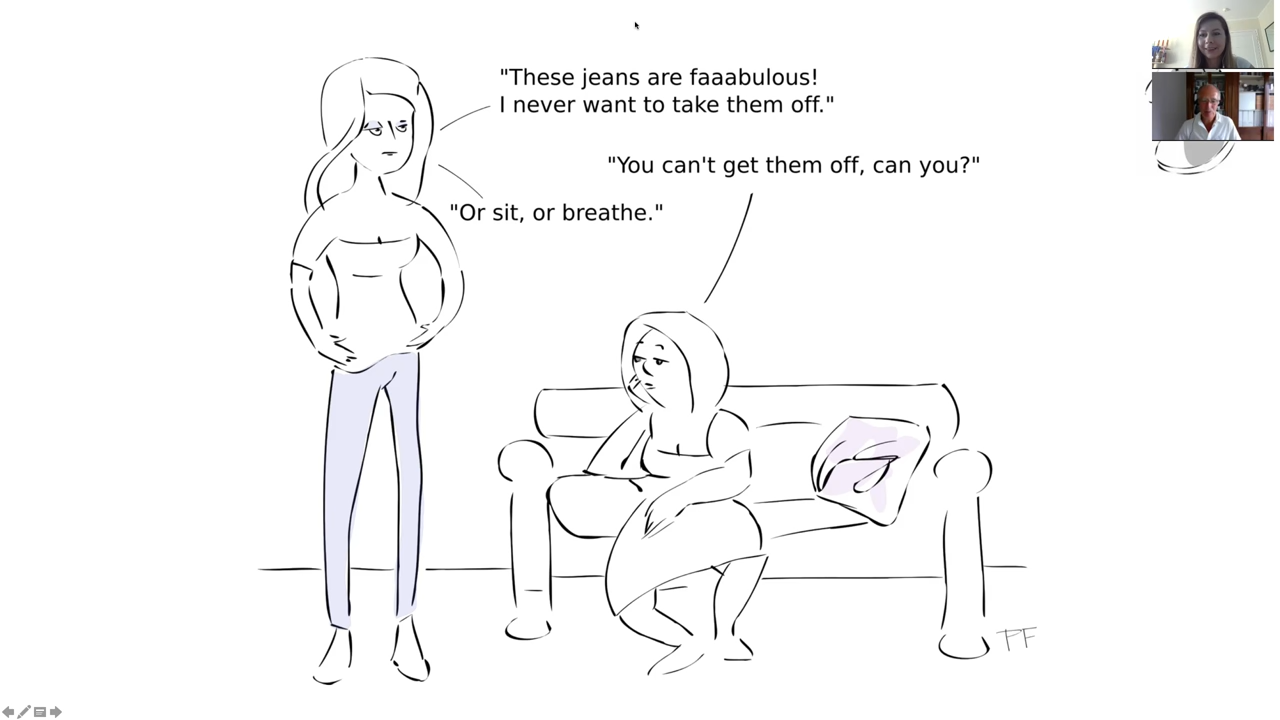 "These jeans are faaabulous!
I never want to take them off."
"You can't get them off, can you?"
"Or sit, or breathe."
PF